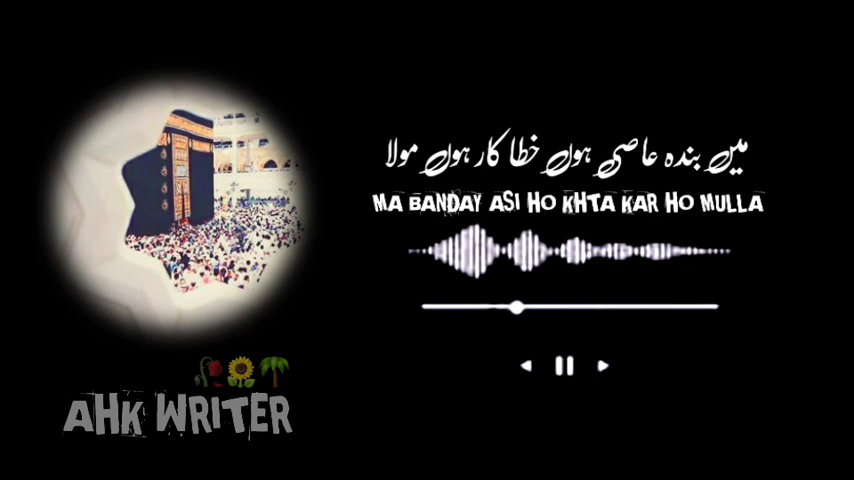 میں بندہ عاصی ہوں خطا کار ہوں مولا
MA BANDAY ASI HO KHTA KAR HO MULLA
AHK WRITER